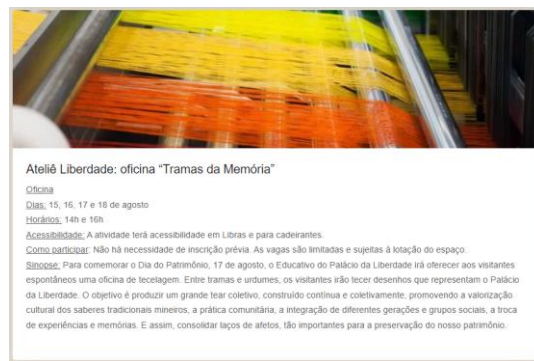 Ateliê Liberdade: oficina “Tramas da Memória”
Oficina
Dias: 15, 16, 17 e 18 de agosto
Horários: 14h e 16h
Acessibilidade: A atividade terá acessibilidade em Libras e para cadeirantes.
Como participar: Não há necessidade de inscrição prévia. As vagas são limitadas e sujeitas à lotação do espaço.
Sinopse: Para comemorar o Dia do Patrimônio, 17 de agosto, o Educativo do Palácio da Liberdade irá oferecer aos visitantes
espontâneos uma oficina de tecelagem. Entre tramas e urdumes, os visitantes irão tecer desenhos que representam o Palácio
da Liberdade. O objetivo é produzir um grande tear coletivo, construído contínua e coletivamente, promovendo a valorização
cultural dos saberes tradicionais mineiros, a prática comunitária, a integração de diferentes gerações e grupos sociais, a troca
de experiências e memórias. E assim, consolidar laços de afetos, tão importantes para a preservação do nosso patrimônio.